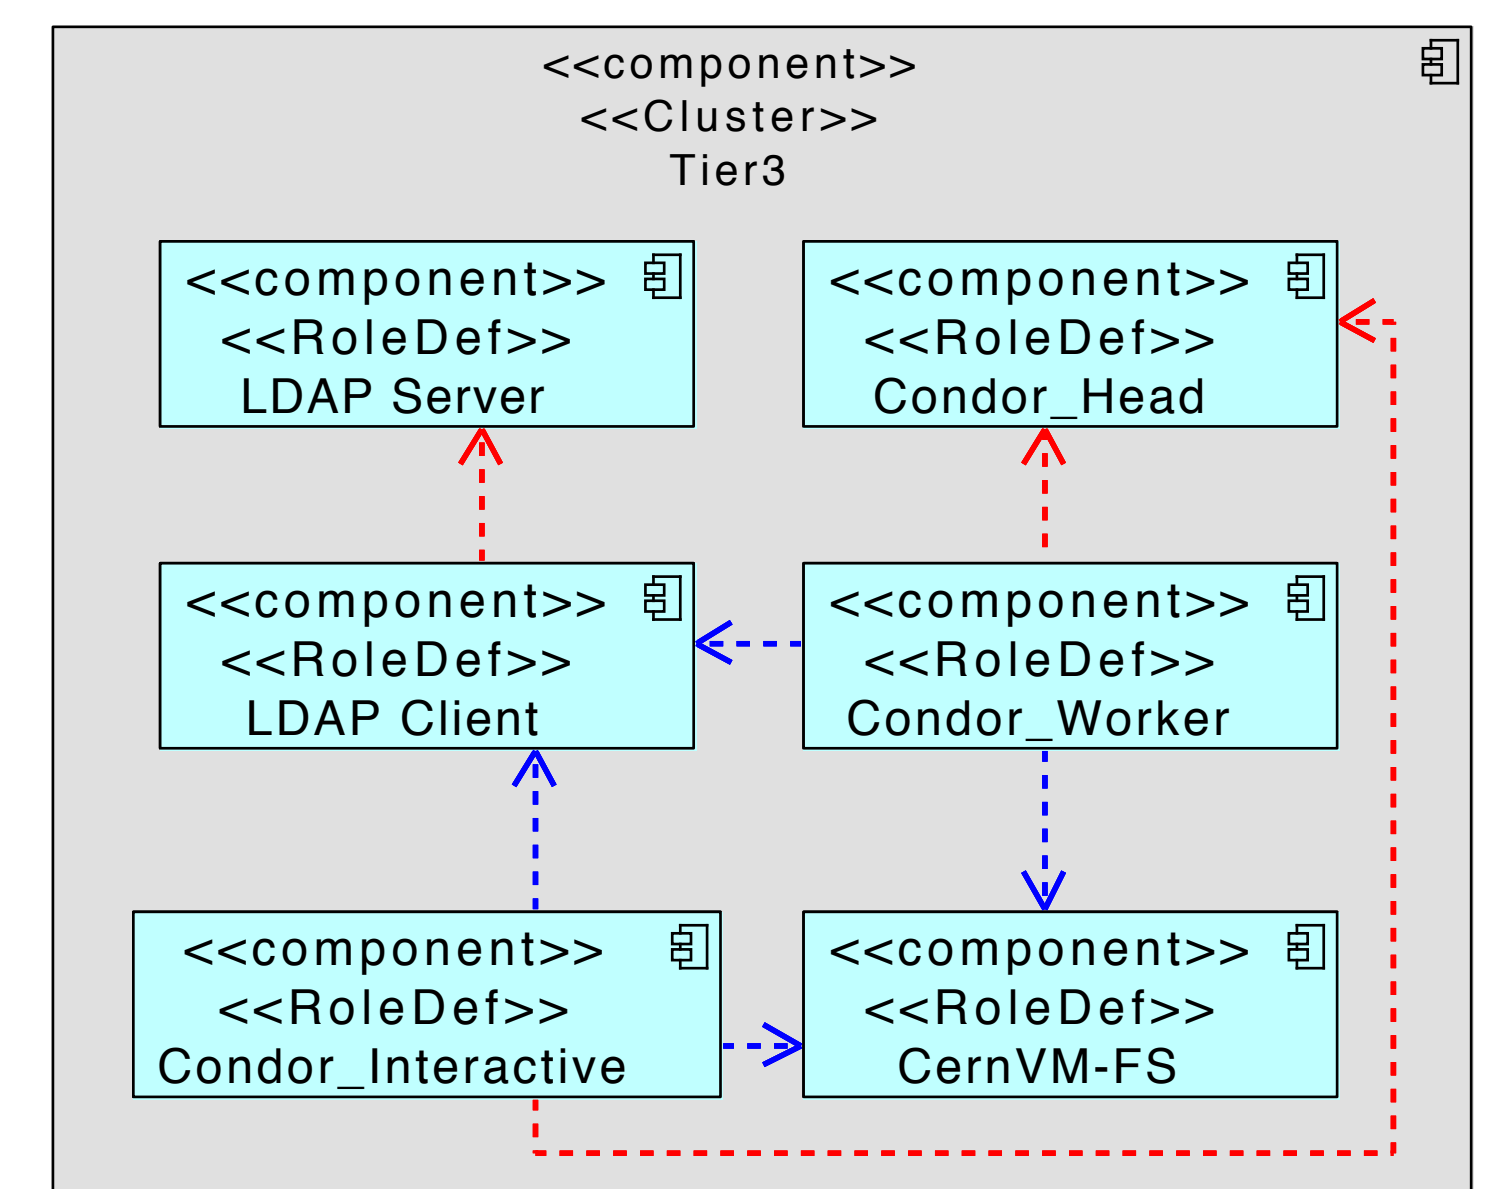 <<component>>
<<Cluster>>
Tier3
<<component>>
<<RoleDef>>
LDAP Server
<<component>>
<<RoleDef>>
Condor_Head
<<component>>
<<RoleDef>>
LDAP Client
<<component>>
<<RoleDef>>
Condor_Worker
<<component>>
<<RoleDef>>
Condor_Interactive
<<component>>
<<RoleDef>>
CernVM-FS